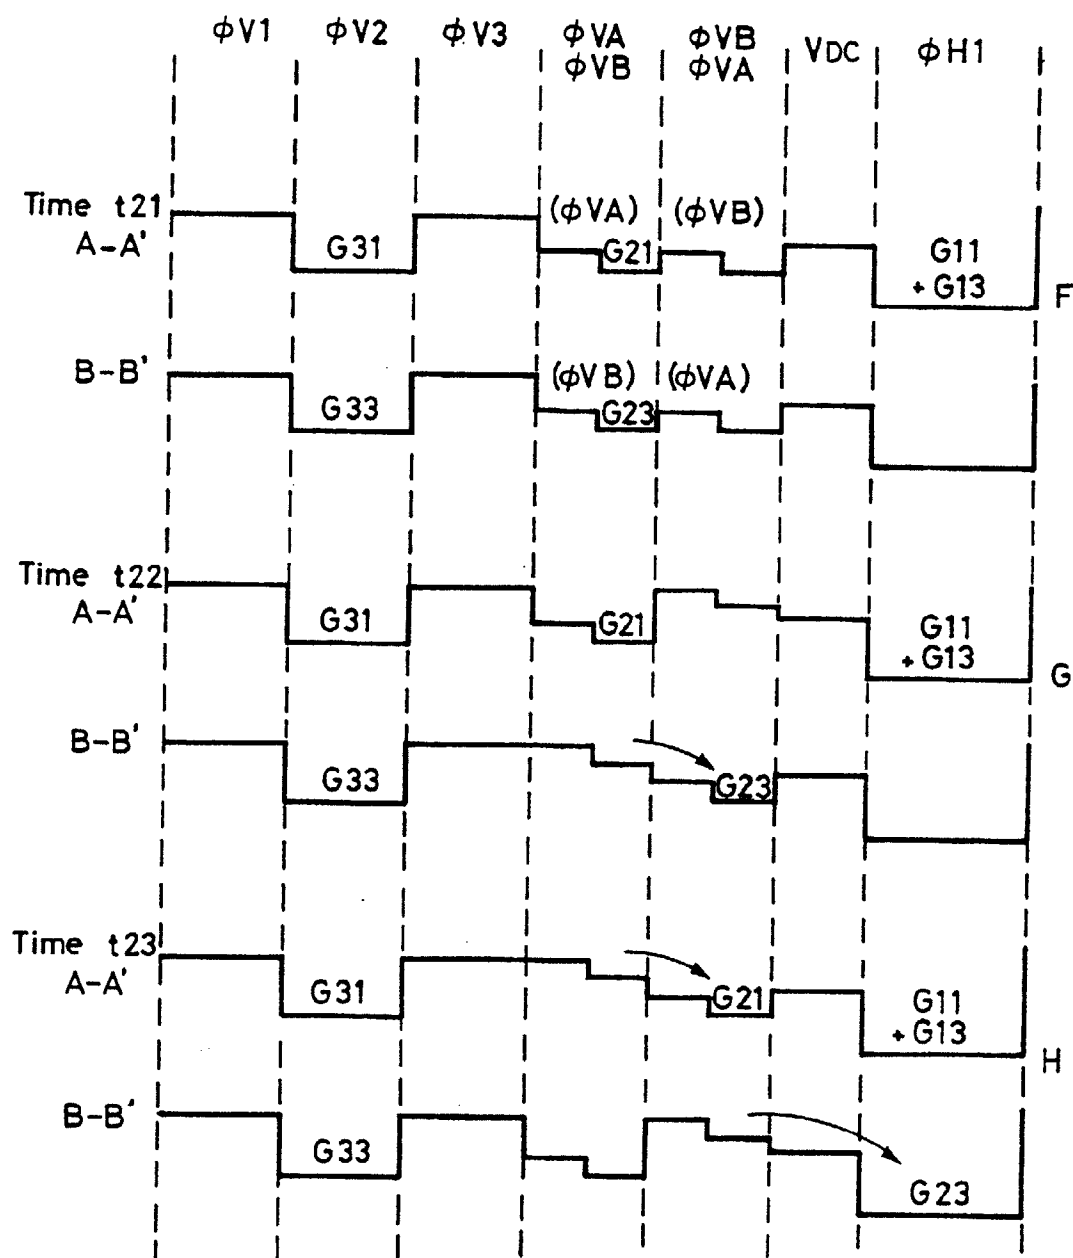 ϕV1 ϕV2 ϕV3 ϕVA ϕVB VDC ϕH1
ϕVB ϕVA
Time t21 (ϕVA) (ϕVB)
A-A' G31 G21 G11
+ G13 F
B-B' (ϕVB) (ϕVA)
G33 G23
Time t22
A-A' G31 G21 G11
+ G13 G
B-B'
G33 G23
Time t23
A-A' G31 G21 G11
+ G13
H
B-B'
G33
G23